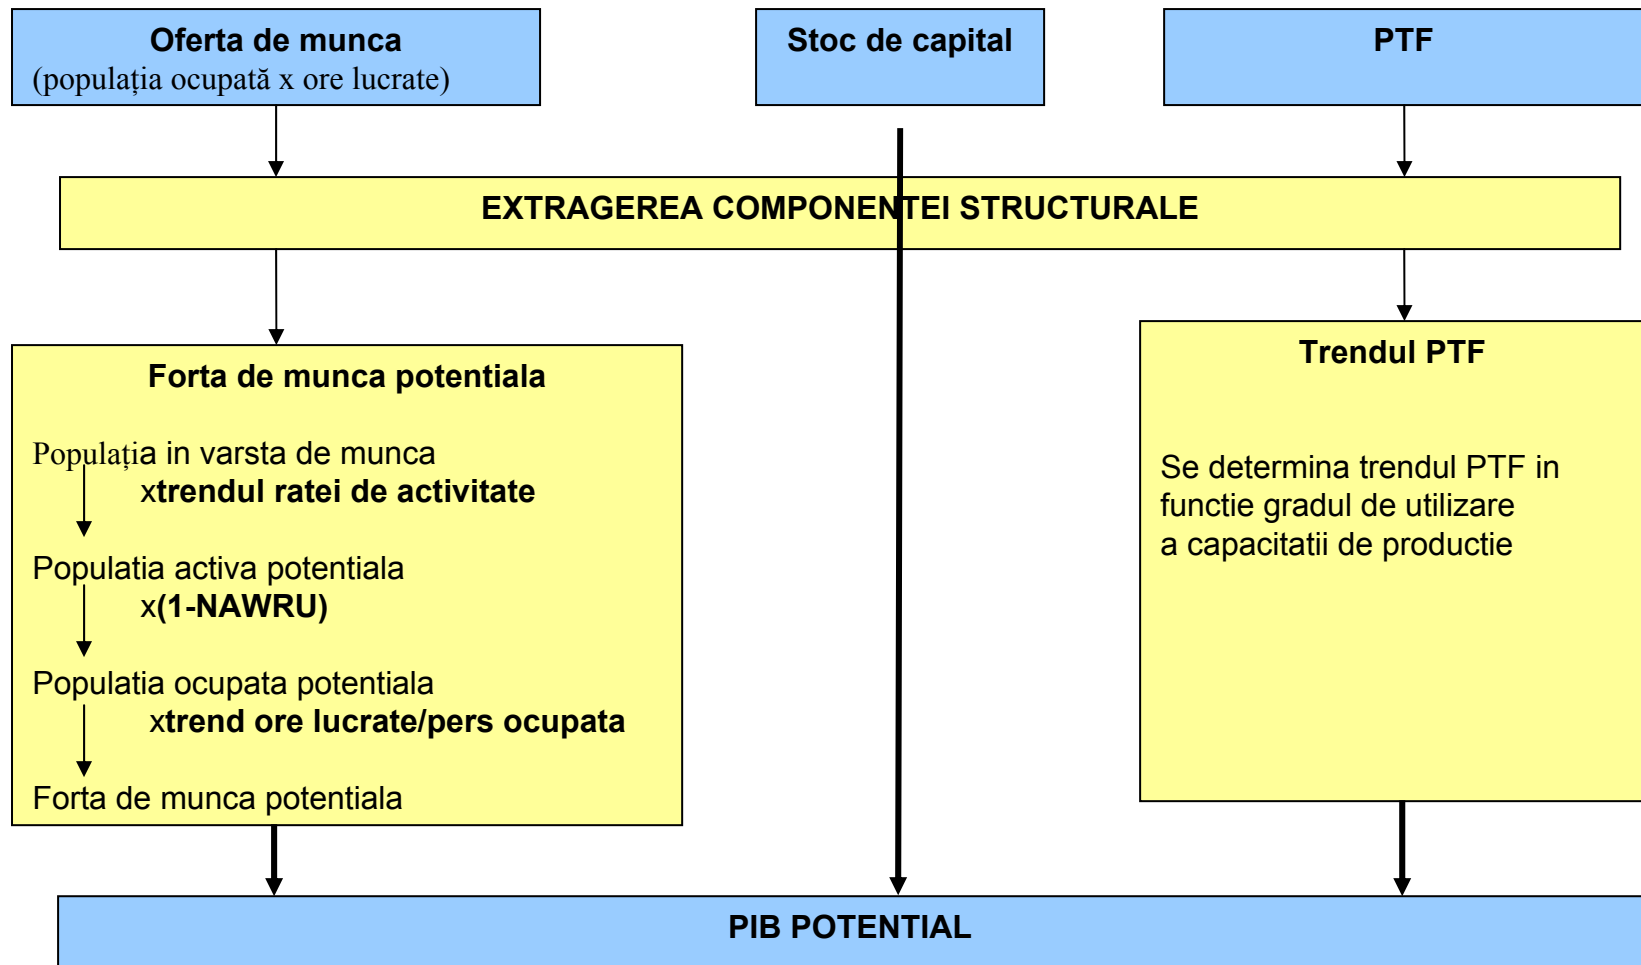 Oferta de munca
(populația ocupată x ore lucrate)
Stoc de capital
PTF
EXTRAGEREA COMPONENTEI STRUCTURALE
Forta de munca potentiala
Populația in varsta de munca
xtrendul ratei de activitate
Populatia activa potentiala
x(1-NAWRU)
Populatia ocupata potentiala
xtrend ore lucrate/pers ocupata
Forta de munca potentiala
Trendul PTF
Se determina trendul PTF in
functie gradul de utilizare
a capacitatii de productie
PIB POTENTIAL